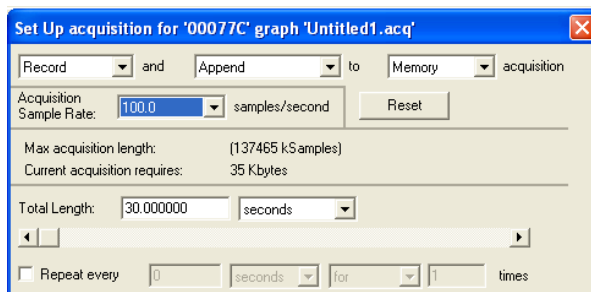 Set Up acquisition for '00077C' graph 'Untitled1.acq'
Record and Append to Memory acquisition
Acquisition
Sample Rate: 100.0 samples/second Reset
Max acquisition length: (137465 kSamples)
Current acquisition requires: 35 Kbytes
Total Length: 30.000000 seconds
Repeat every 0 seconds for 1 times